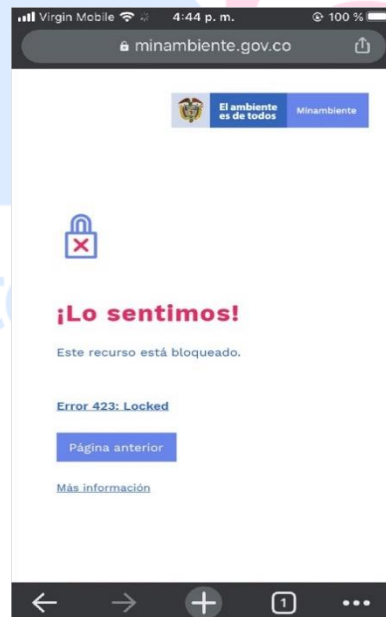 Virgin Mobile 4:44 p. m. 100 %
minambiente.gov.co
El ambiente
es de todos
Minambiente
¡Lo sentimos!
Este recurso está bloqueado.
Error 423: Locked
Página anterior
Más información
1